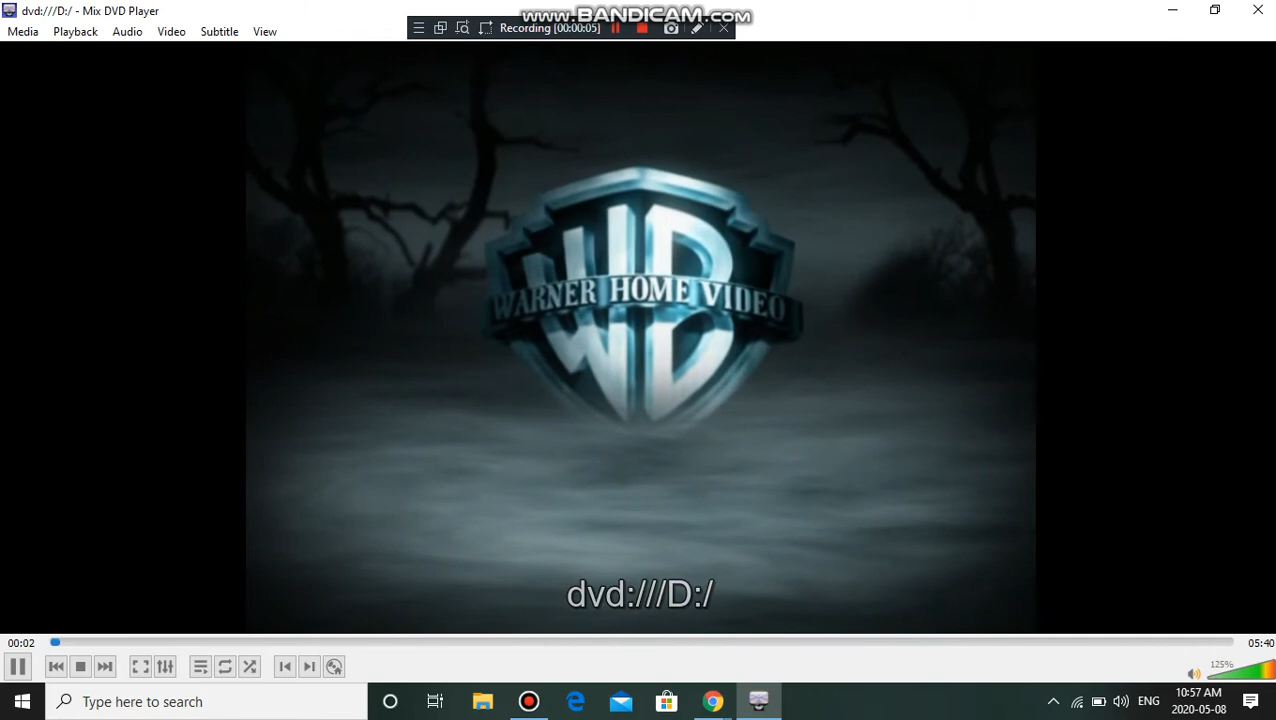 dvd:///D:/ - Mix DVD Player
www.BANDICAM.com
Media Playback Audio Video Subtitle View
Recording [00:00:05]
WB
WARNER HOME VIDEO
dvd:///D:/
00:02
05:40
125%
Type here to search
ENG
10:57 AM
2020-05-08